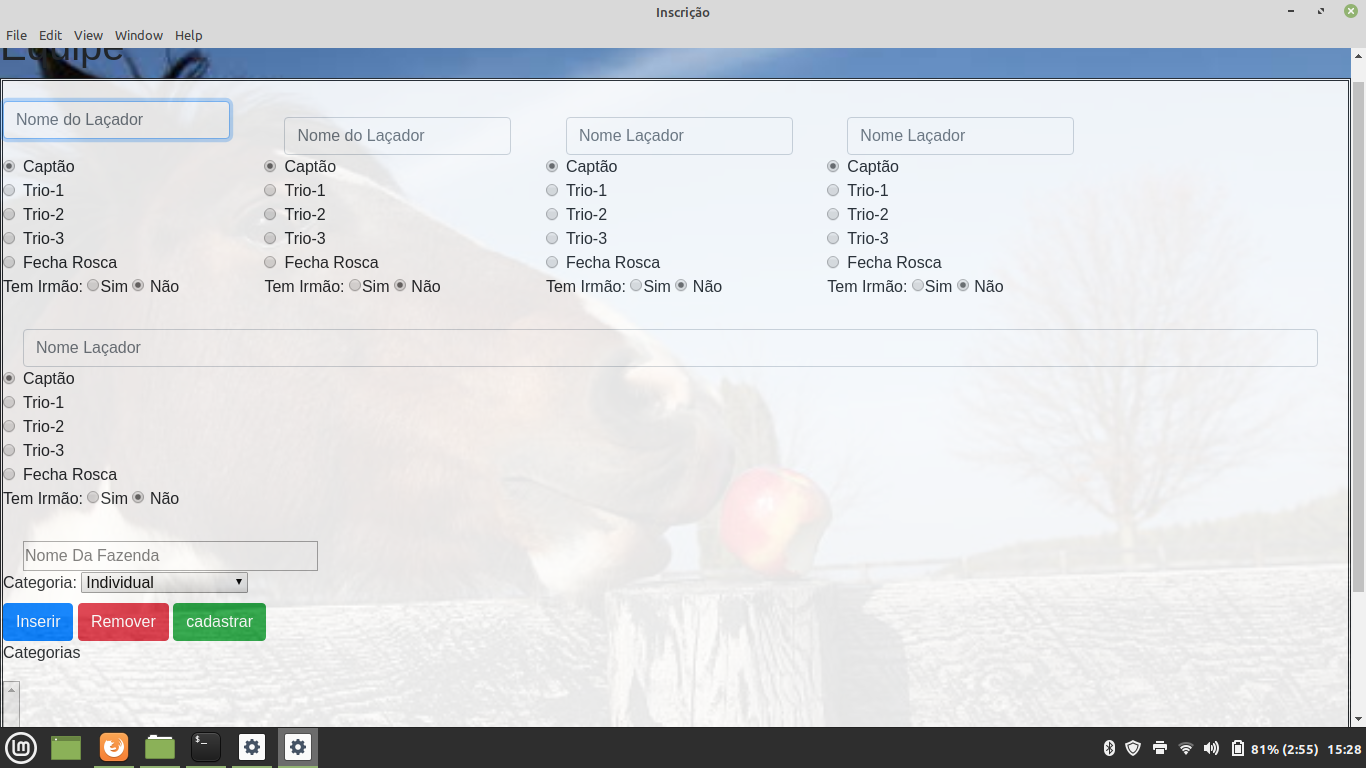 Inscrição
File Edit View Window Help
Equipe
Nome do Laçador Nome do Laçador Nome Laçador Nome Laçador
Captão Captão Captão Captão
Trio-1 Trio-1 Trio-1 Trio-1
Trio-2 Trio-2 Trio-2 Trio-2
Trio-3 Trio-3 Trio-3 Trio-3
Fecha Rosca Fecha Rosca Fecha Rosca Fecha Rosca
Tem Irmão: Sim Não Tem Irmão: Sim Não Tem Irmão: Sim Não Tem Irmão: Sim Não
Nome Laçador
Captão
Trio-1
Trio-2
Trio-3
Fecha Rosca
Tem Irmão: Sim Não
Nome Da Fazenda
Categoria: Individual
Inserir Remover cadastrar
Categorias
81% (2:55) 15:28